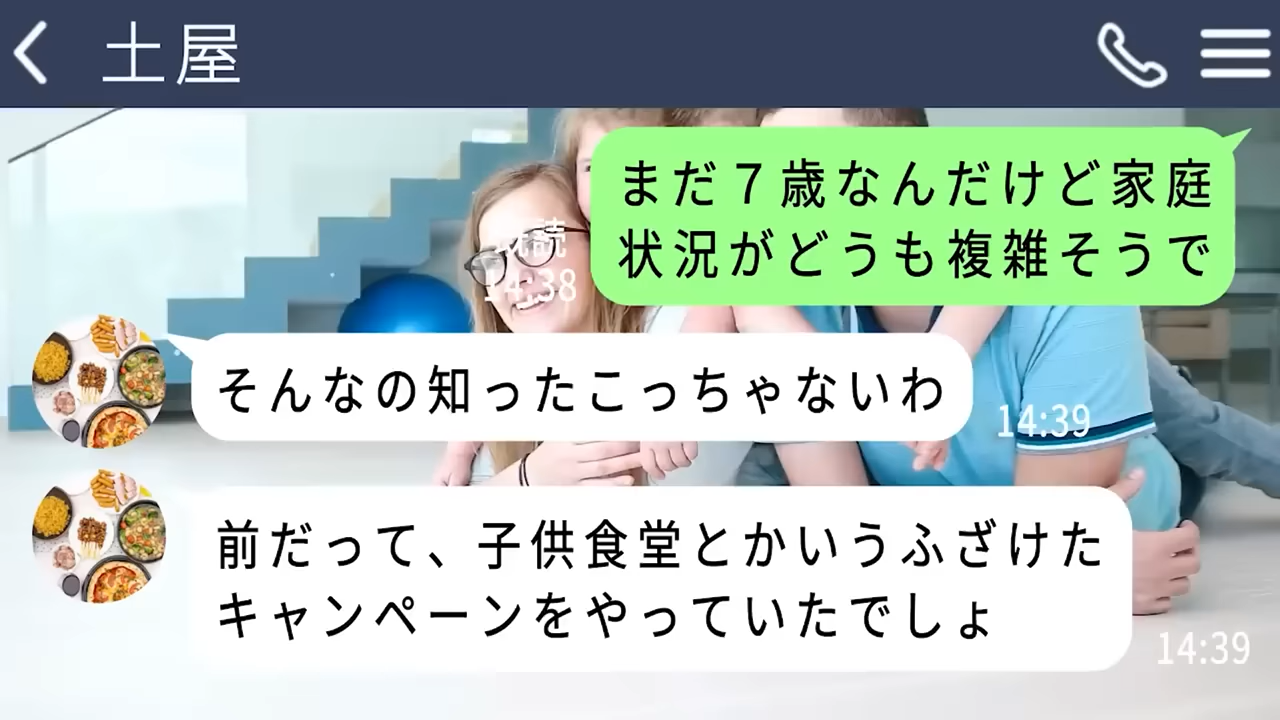 土屋
まだ７歳なんだけど家庭
状況がどうも複雑そうで
既読
14:38
そんなの知ったこっちゃないわ
14:39
前だって、子供食堂とかいうふざけた
キャンペーンをやっていたでしょ
14:39